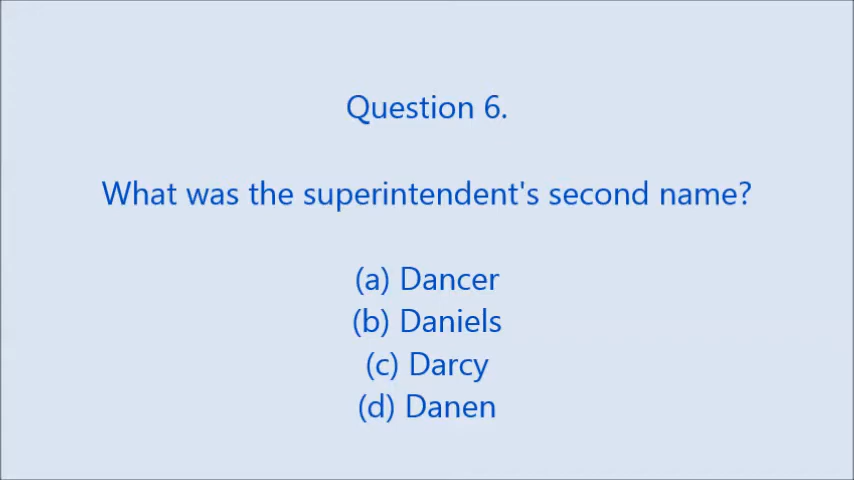 Question 6.
What was the superintendent's second name?
(a) Dancer
(b) Daniels
(c) Darcy
(d) Danen